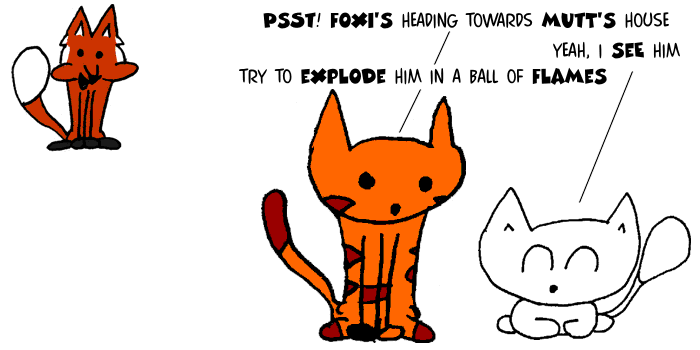 PSST! FOXI'S HEADING TOWARDS MUTT'S HOUSE
YEAH, I SEE HIM
TRY TO EXPLODE HIM IN A BALL OF FLAMES